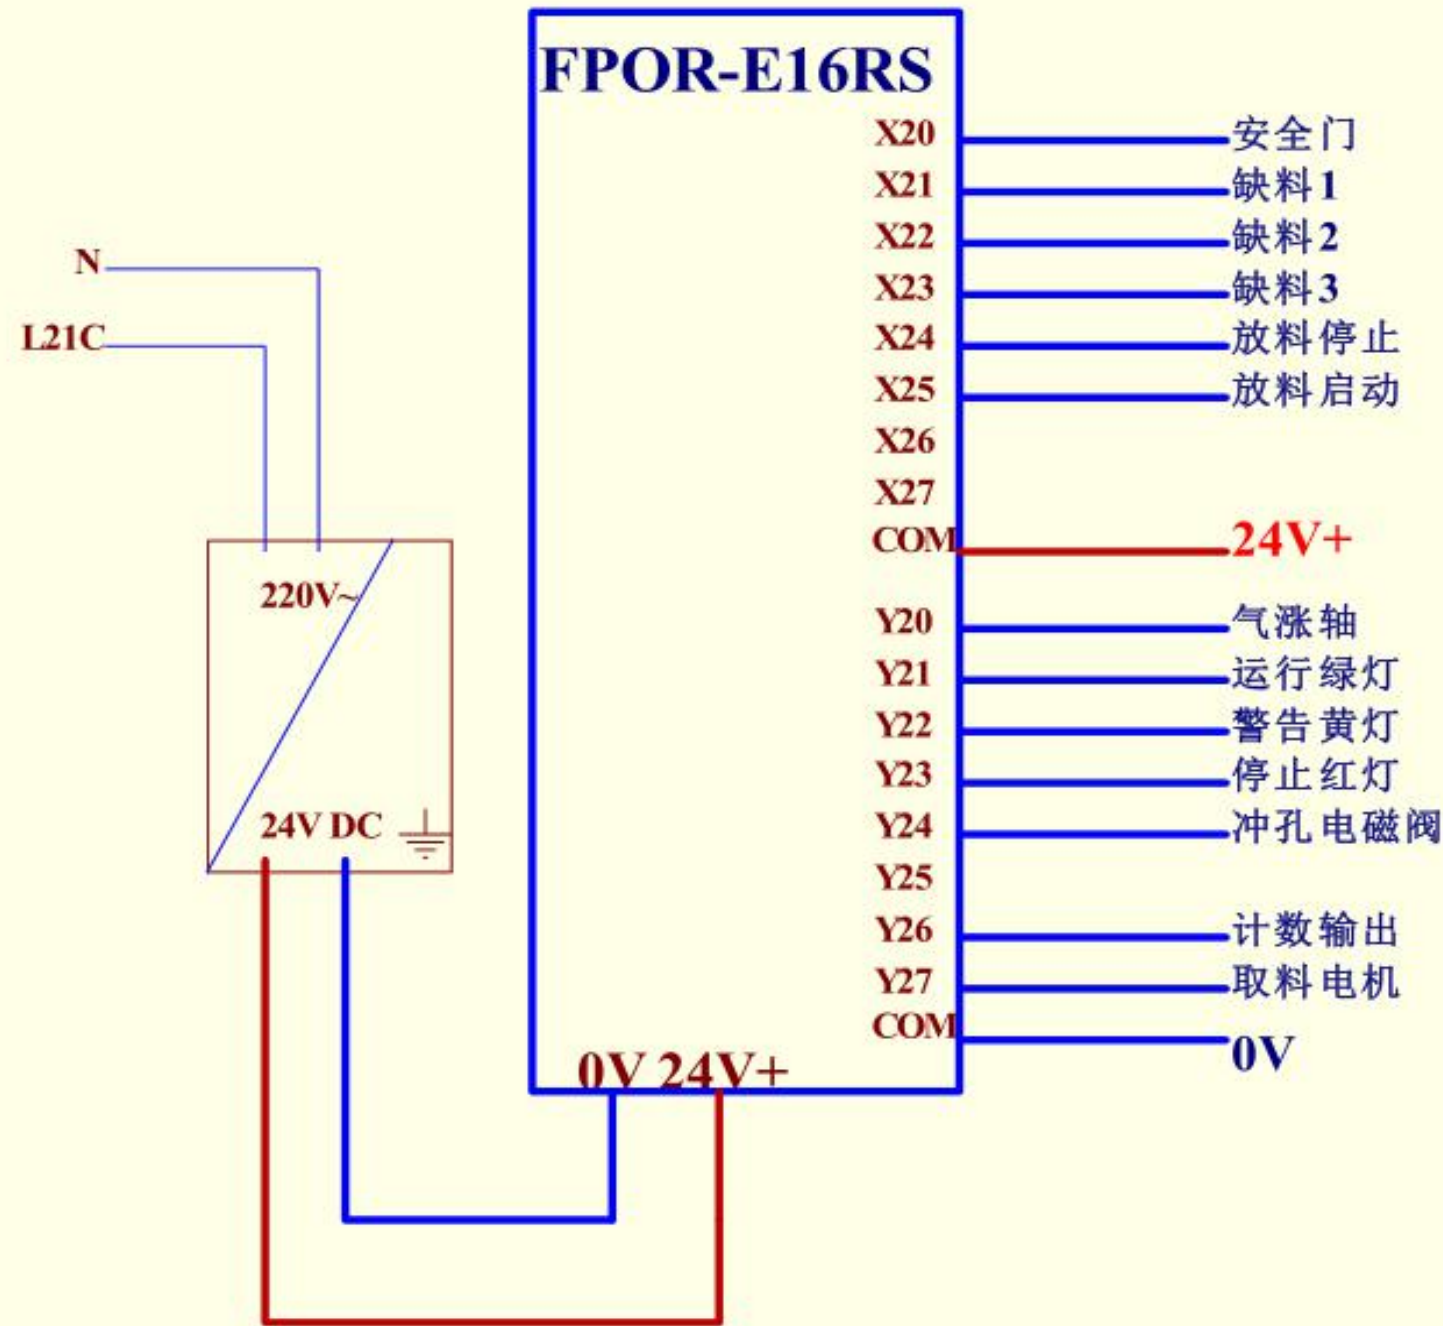 FPOR-E16RS
X20 安全门
X21 缺料1
X22 缺料2
N
X23 缺料3
L21C
X24 放料停止
X25 放料启动
X26
X27
COM 24V+
220V~
Y20 气涨轴
Y21 运行绿灯
Y22 警告黄灯
Y23 停止红灯
24V DC
Y24 冲孔电磁阀
Y25
Y26 计数输出
Y27 取料电机
COM 0V
0V 24V+